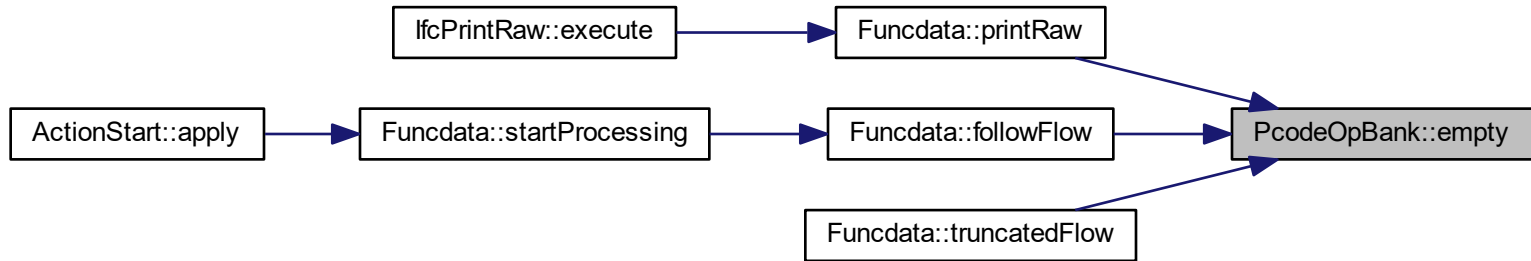 IfcPrintRaw::execute
Funcdata::printRaw
ActionStart::apply
Funcdata::startProcessing
Funcdata::followFlow
PcodeOpBank::empty
Funcdata::truncatedFlow